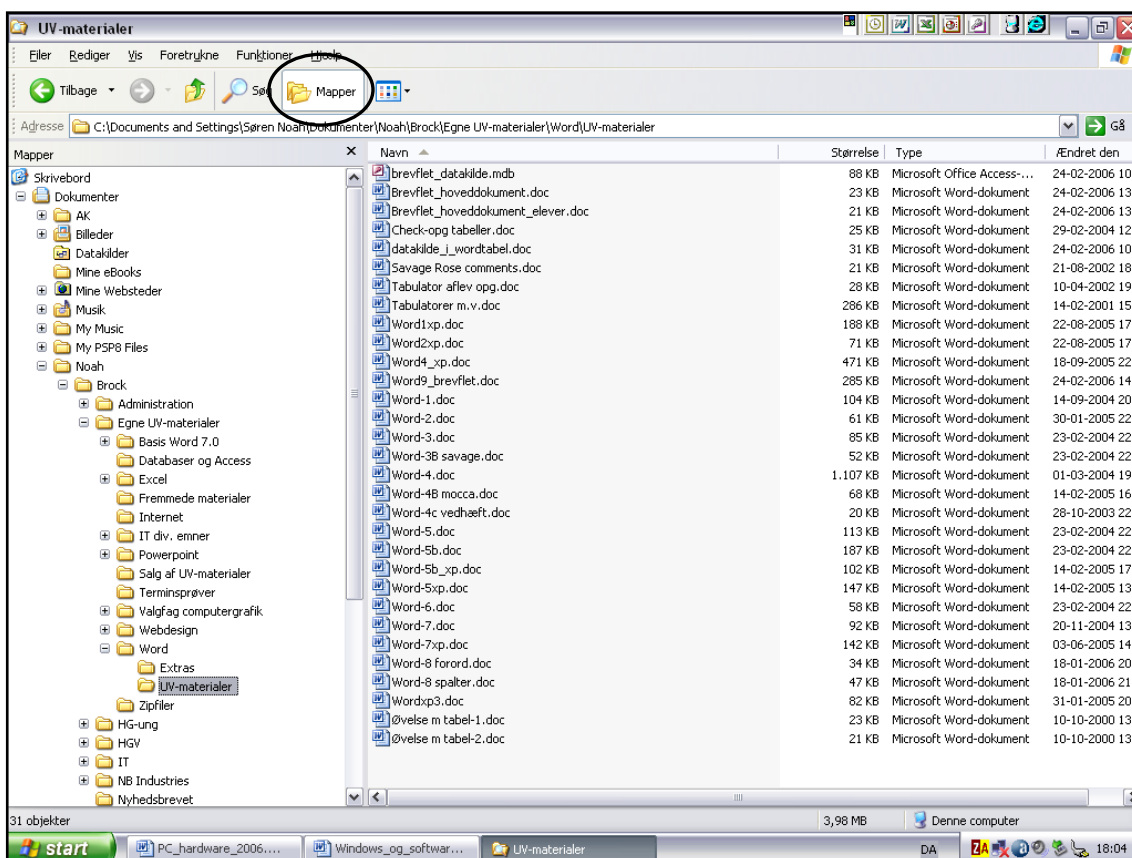 UV-materialer
Filer Rediger Vis Foretrukne Funktioner Hjælp
Tilbage Søg Mapper
Adresse C:\Documents and Settings\Søren Noah\Dokumenter\Noah\Brock\Egne UV-materialer\Word\UV-materialer Gå
Mapper
Skrivebord
Dokumenter
AK
Billeder
Datakilder
Mine eBooks
Mine Websteder
Musik
My Music
My PSP8 Files
Noah
Brock
Administration
Egne UV-materialer
Basis Word 7.0
Databaser og Access
Excel
Fremmede materialer
Internet
IT div. emner
Powerpoint
Salg af UV-materialer
Terminsprøver
Valgfag computergrafik
Webdesign
Word
Extras
UV-materialer
Zipfiler
HG-ung
HGV
IT
NB Industries
Nyhedsbrevet
Navn Størrelse Type Ændret den
brevflet_datakilde.mdb 88 KB Microsoft Office Access-... 24-02-2006 10
Brevflet_hoveddokument.doc 23 KB Microsoft Word-dokument 24-02-2006 13
Brevflet_hoveddokument_elever.doc 21 KB Microsoft Word-dokument 24-02-2006 13
Check-opg tabeller.doc 25 KB Microsoft Word-dokument 29-02-2004 12
datakilde_i_wordtabel.doc 31 KB Microsoft Word-dokument 24-02-2006 10
Savage Rose comments.doc 21 KB Microsoft Word-dokument 21-08-2002 18
Tabulator aflev opg.doc 28 KB Microsoft Word-dokument 10-04-2002 19
Tabulatorer m.v.doc 286 KB Microsoft Word-dokument 14-02-2001 15
Word1xp.doc 188 KB Microsoft Word-dokument 22-08-2005 17
Word2xp.doc 71 KB Microsoft Word-dokument 22-08-2005 17
Word4_xp.doc 471 KB Microsoft Word-dokument 18-09-2005 22
Word9_brevflet.doc 285 KB Microsoft Word-dokument 24-02-2006 14
Word-1.doc 104 KB Microsoft Word-dokument 14-09-2004 20
Word-2.doc 61 KB Microsoft Word-dokument 30-01-2005 22
Word-3.doc 85 KB Microsoft Word-dokument 23-02-2004 22
Word-3B savage.doc 52 KB Microsoft Word-dokument 23-02-2004 22
Word-4.doc 1.107 KB Microsoft Word-dokument 01-03-2004 19
Word-4B mocca.doc 68 KB Microsoft Word-dokument 14-02-2005 16
Word-4c vedhæft.doc 20 KB Microsoft Word-dokument 28-10-2003 22
Word-5.doc 113 KB Microsoft Word-dokument 23-02-2004 22
Word-5b.doc 187 KB Microsoft Word-dokument 23-02-2004 22
Word-5b_xp.doc 102 KB Microsoft Word-dokument 14-02-2005 17
Word-5xp.doc 147 KB Microsoft Word-dokument 14-02-2005 13
Word-6.doc 58 KB Microsoft Word-dokument 23-02-2004 22
Word-7.doc 92 KB Microsoft Word-dokument 20-11-2004 13
Word-7xp.doc 142 KB Microsoft Word-dokument 03-06-2005 14
Word-8 forord.doc 34 KB Microsoft Word-dokument 18-01-2006 20
Word-8 spalter.doc 47 KB Microsoft Word-dokument 18-01-2006 21
Wordxp3.doc 82 KB Microsoft Word-dokument 31-01-2005 20
Øvelse m tabel-1.doc 23 KB Microsoft Word-dokument 10-10-2000 13
Øvelse m tabel-2.doc 21 KB Microsoft Word-dokument 10-10-2000 13
31 objekter 3,98 MB Denne computer
start PC_hardware_2006.... Windows_og_softwar... UV-materialer DA ZA 18:04